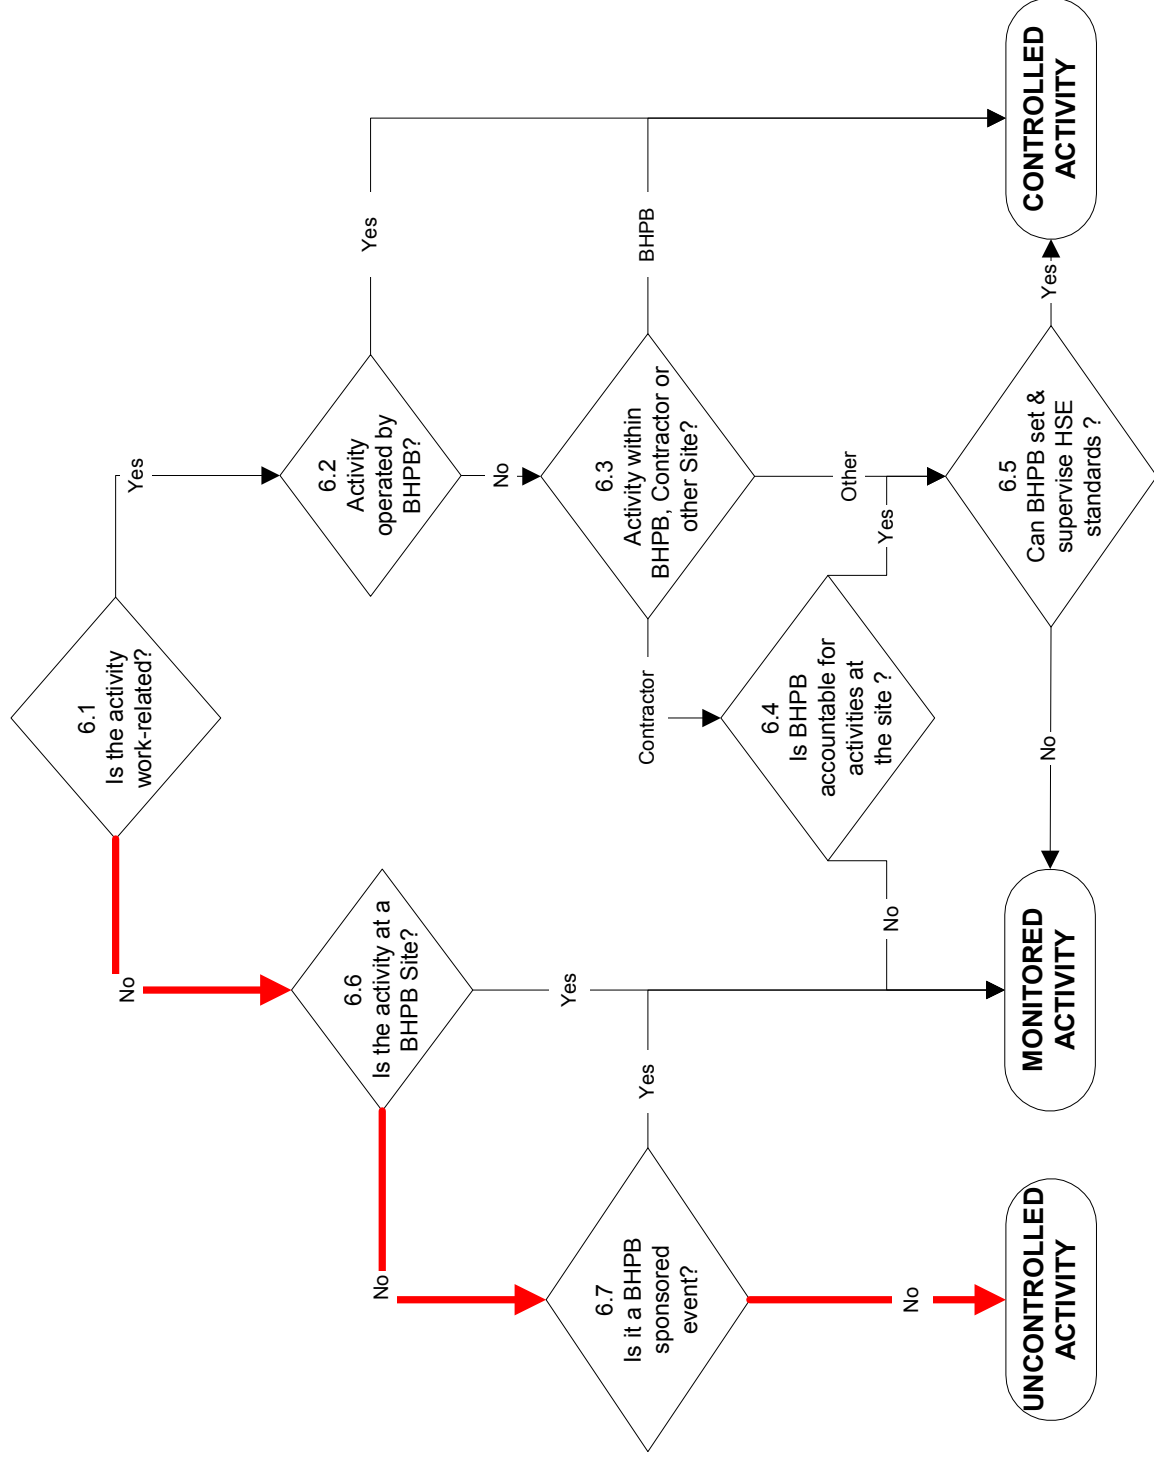 6.1
Is the activity
work-related?
No
Yes
6.6
Is the activity at a
BHPB Site?
6.2
Activity
operated by
BHPB?
Yes
No
Yes
No
6.7
Is it a BHPB
sponsored
event?
Yes
6.3
Activity within
BHPB, Contractor or
other Site?
BHPB
Contractor
Other
6.4
Is BHPB
accountable for
activities at
the site ?
Yes
No
No
6.5
Can BHPB set &
supervise HSE
standards ?
No
Yes
UNCONTROLLED
ACTIVITY
MONITORED
ACTIVITY
CONTROLLED
ACTIVITY